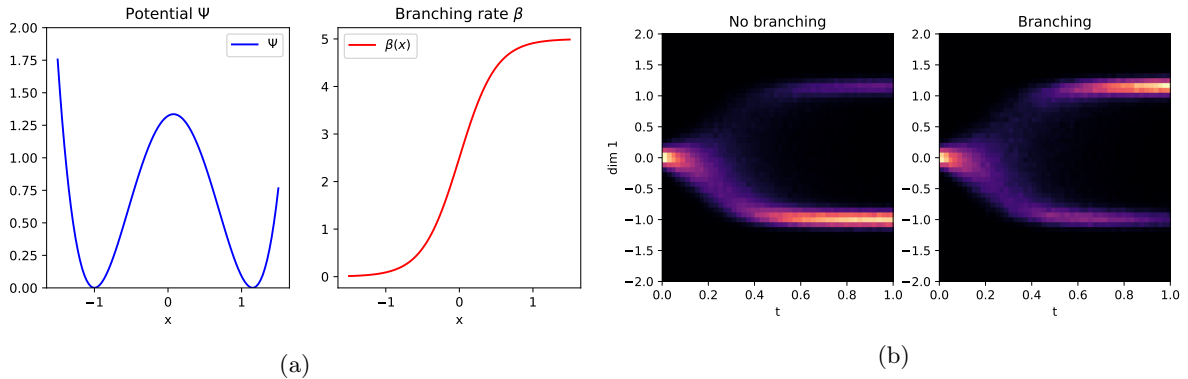 Potential Ψ
2.00
1.75
1.50
1.25
1.00
0.75
0.50
0.25
0.00
Ψ
−1
0
1
x
Branching rate β
5
4
3
2
1
0
β(x)
−1
0
1
x
(a)
No branching
dim 1
2.0
1.5
1.0
0.5
0.0
−0.5
−1.0
−1.5
−2.0
0.0 0.2 0.4 0.6 0.8 1.0
t
Branching
2.0
1.5
1.0
0.5
0.0
−0.5
−1.0
−1.5
−2.0
0.0 0.2 0.4 0.6 0.8 1.0
t
(b)